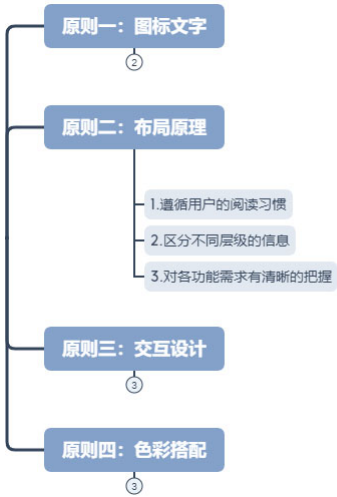 原则一：图标文字
2
原则二：布局原理
1.遵循用户的阅读习惯
2.区分不同层级的信息
3.对各功能需求有清晰的把握
原则三：交互设计
3
原则四：色彩搭配
3